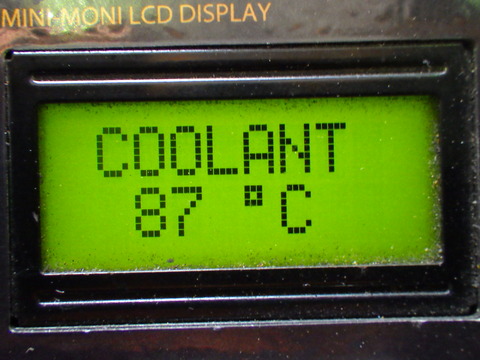 MINI-MONI LCD DISPLAY
COOLANT
87 °C